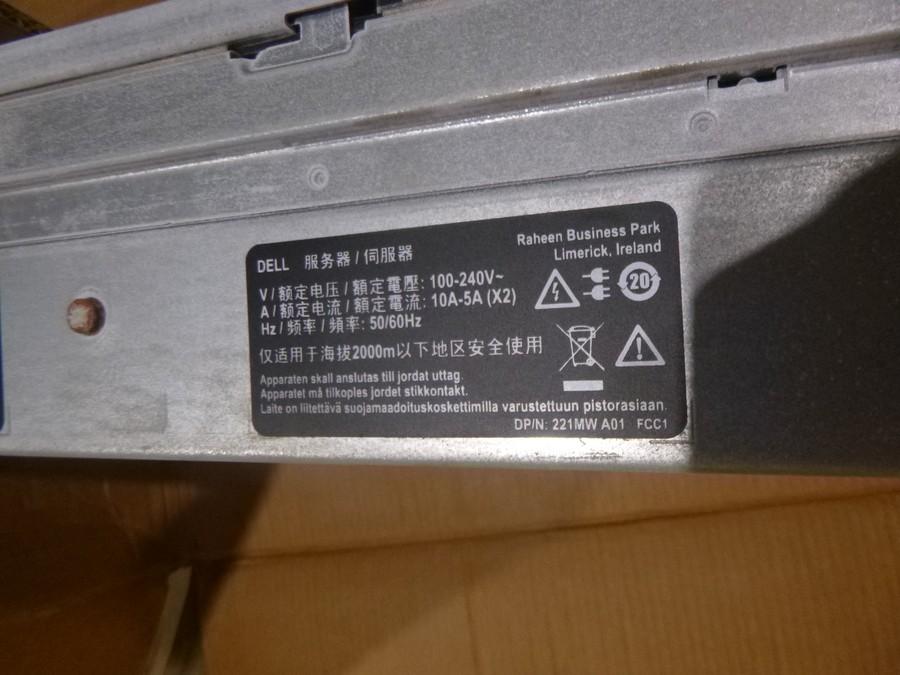 DELL 服务器 / 伺服器
Raheen Business Park
Limerick, Ireland
V / 额定电压 / 額定電壓: 100-240V~
A / 额定电流 / 額定電流: 10A-5A (X2)
Hz / 频率 / 頻率: 50/60Hz
20
仅适用于海拔2000m以下地区安全使用
Apparaten skall anslutas till jordat uttag.
Apparatet må tilkoples jordet stikkontakt.
Laite on liitettävä suojamaadoituskoskettimilla varustettuun pistorasiaan.
DP/N: 221MW A01 FCC1